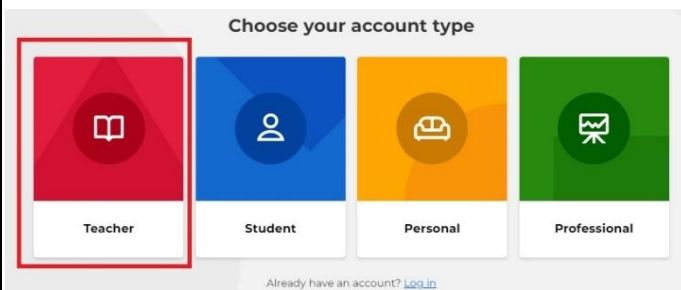 Choose your account type
Teacher Student Personal Professional
Already have an account? Log in